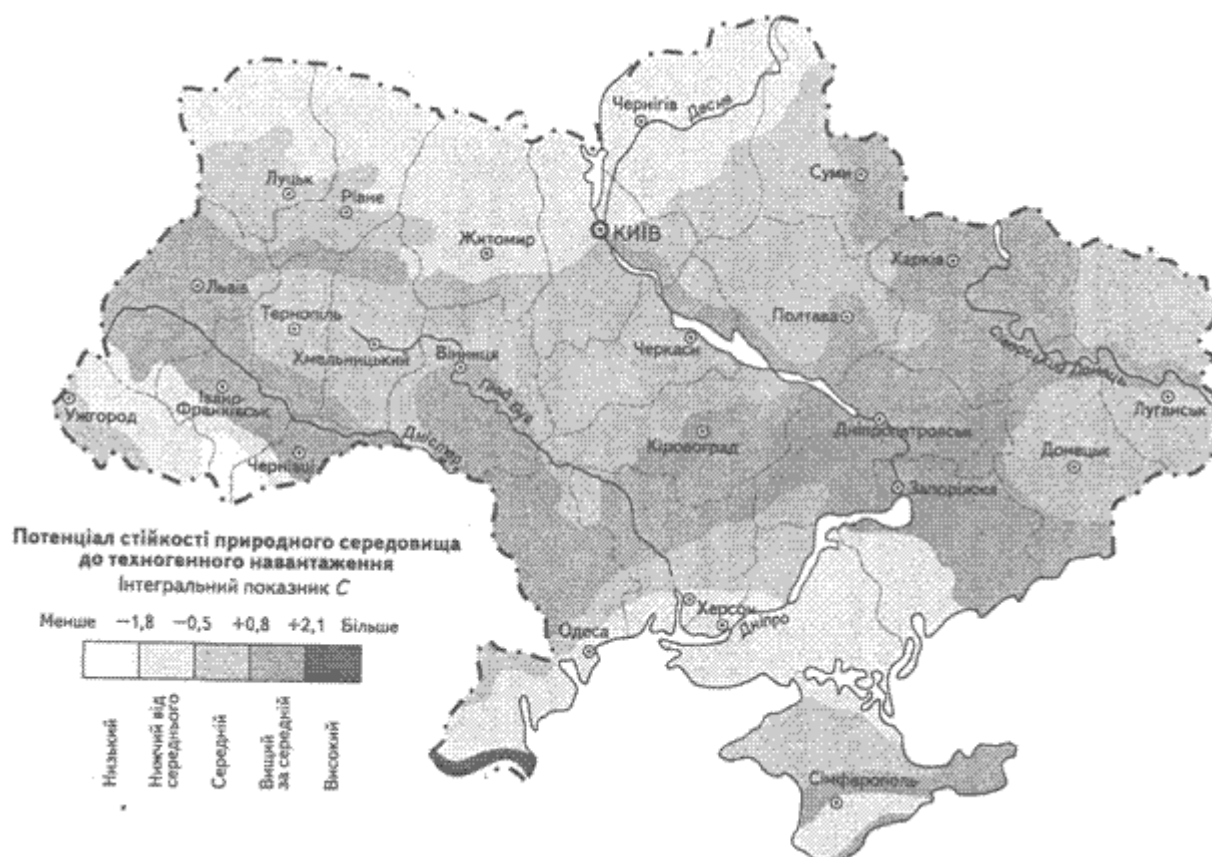 Чернігів
Десна
Суми
Луцьк
Рівне
КИЇВ
Житомир
Харків
Львів
Тернопіль
Полтава
Хмельницький
Вінниця
Черкаси
Сіверський Донець
Івано-
Франківськ
Ужгород
Луганськ
Дніпропетровськ
Кіровоград
Дністер
Чернівці
Донецьк
Запоріжжя
Потенціал стійкості природного середовища
до техногенного навантаження
Інтегральний показник С
Менше −1,8 −0,5 +0,8 +2,1 Більше
Херсон
Дніпро
Одеса
Низький
Нижчий від
середнього
Середній
Вищий
за середній
Високий
Сімферополь